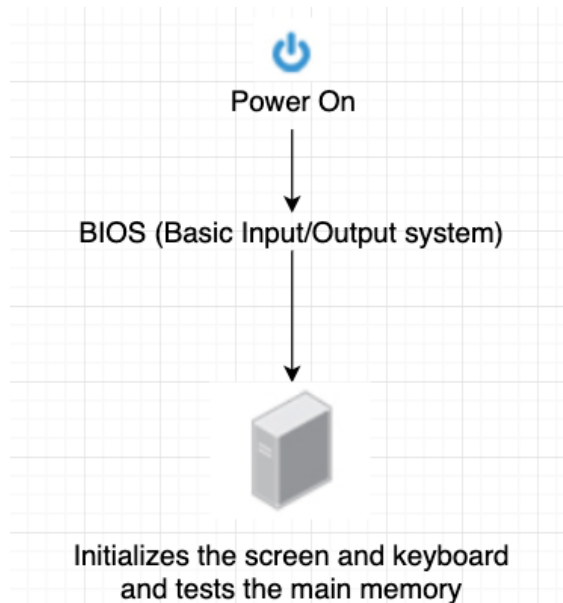 Power On
BIOS (Basic Input/Output system)
Initializes the screen and keyboard
and tests the main memory